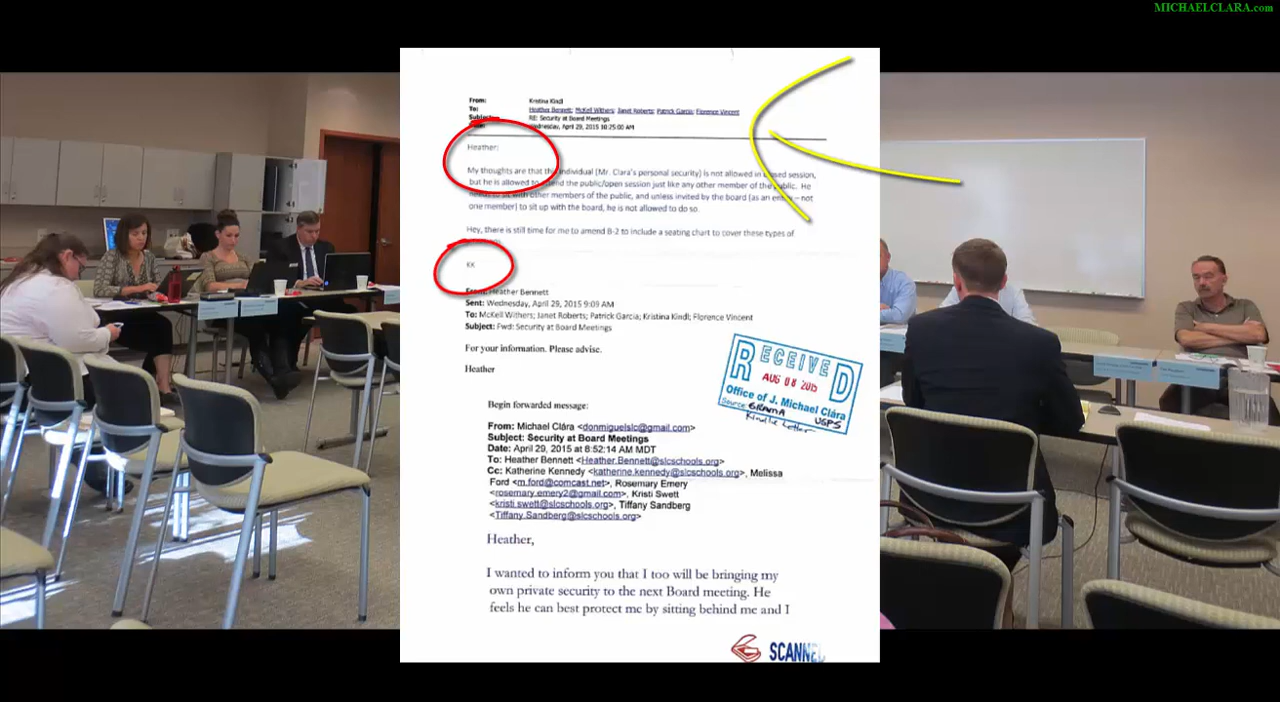 MICHAELCLARA.com
From: Kristina Kindl
To: Heather Bennett; McKell Withers; Janet Roberts; Patrick Garcia; Florence Vincent
Subject: RE: Security at Board Meetings
Wednesday, April 29, 2015 10:25:00 AM
Heather:
My thoughts are that the individual (Mr. Clara's personal security) is not allowed in closed session,
but he is allowed to attend the public/open session just like any other member of the public. He
needs to sit with other members of the public, and unless invited by the board (as an entity – not
one member) to sit up with the board, he is not allowed to do so.
Hey, there is still time for me to amend B-2 to include a seating chart to cover these types of
KK
From: Heather Bennett
Sent: Wednesday, April 29, 2015 9:09 AM
To: McKell Withers; Janet Roberts; Patrick Garcia; Kristina Kindl; Florence Vincent
Subject: Fwd: Security at Board Meetings
For your information. Please advise.
Heather
RECEIVED
AUG 08 2015
Office of J. Michael Clára
Source: GRAMA
USPS
Letter
Begin forwarded message:
From: Michael Clára <donmiguelslc@gmail.com>
Subject: Security at Board Meetings
Date: April 29, 2015 at 8:52:14 AM MDT
To: Heather Bennett <Heather.Bennett@slcschools.org>
Cc: Katherine Kennedy <katherine.kennedy@slcschools.org>, Melissa
Ford <m.ford@comcast.net>, Rosemary Emery
<rosemary.emery2@gmail.com>, Kristi Swett
<kristi.swett@slcschools.org>, Tiffany Sandberg
<Tiffany.Sandberg@slcschools.org>
Heather,
I wanted to inform you that I too will be bringing my
own private security to the next Board meeting. He
feels he can best protect me by sitting behind me and I
SCANNED